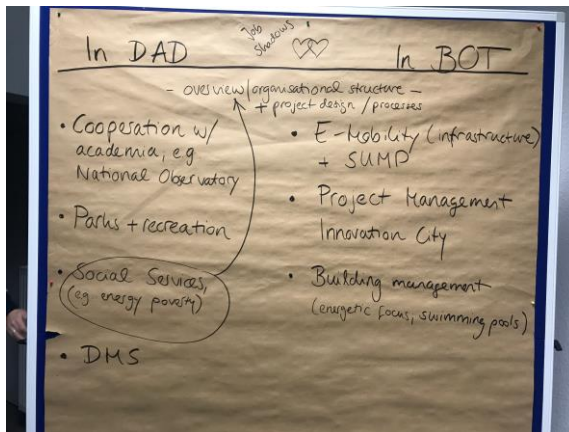 Job
Shadows
In DAD
In BOT
- overview/organisational structure -
+ project design / processes
• Cooperation w/
academia, e.g
National Observatory
• Parks + recreation
• Social Services,
(eg energy poverty)
• DMS
• E-Mobility (infrastructure)
+ SUMP
• Project Management
Innovation City
• Building management
(energetic focus, swimming pools)